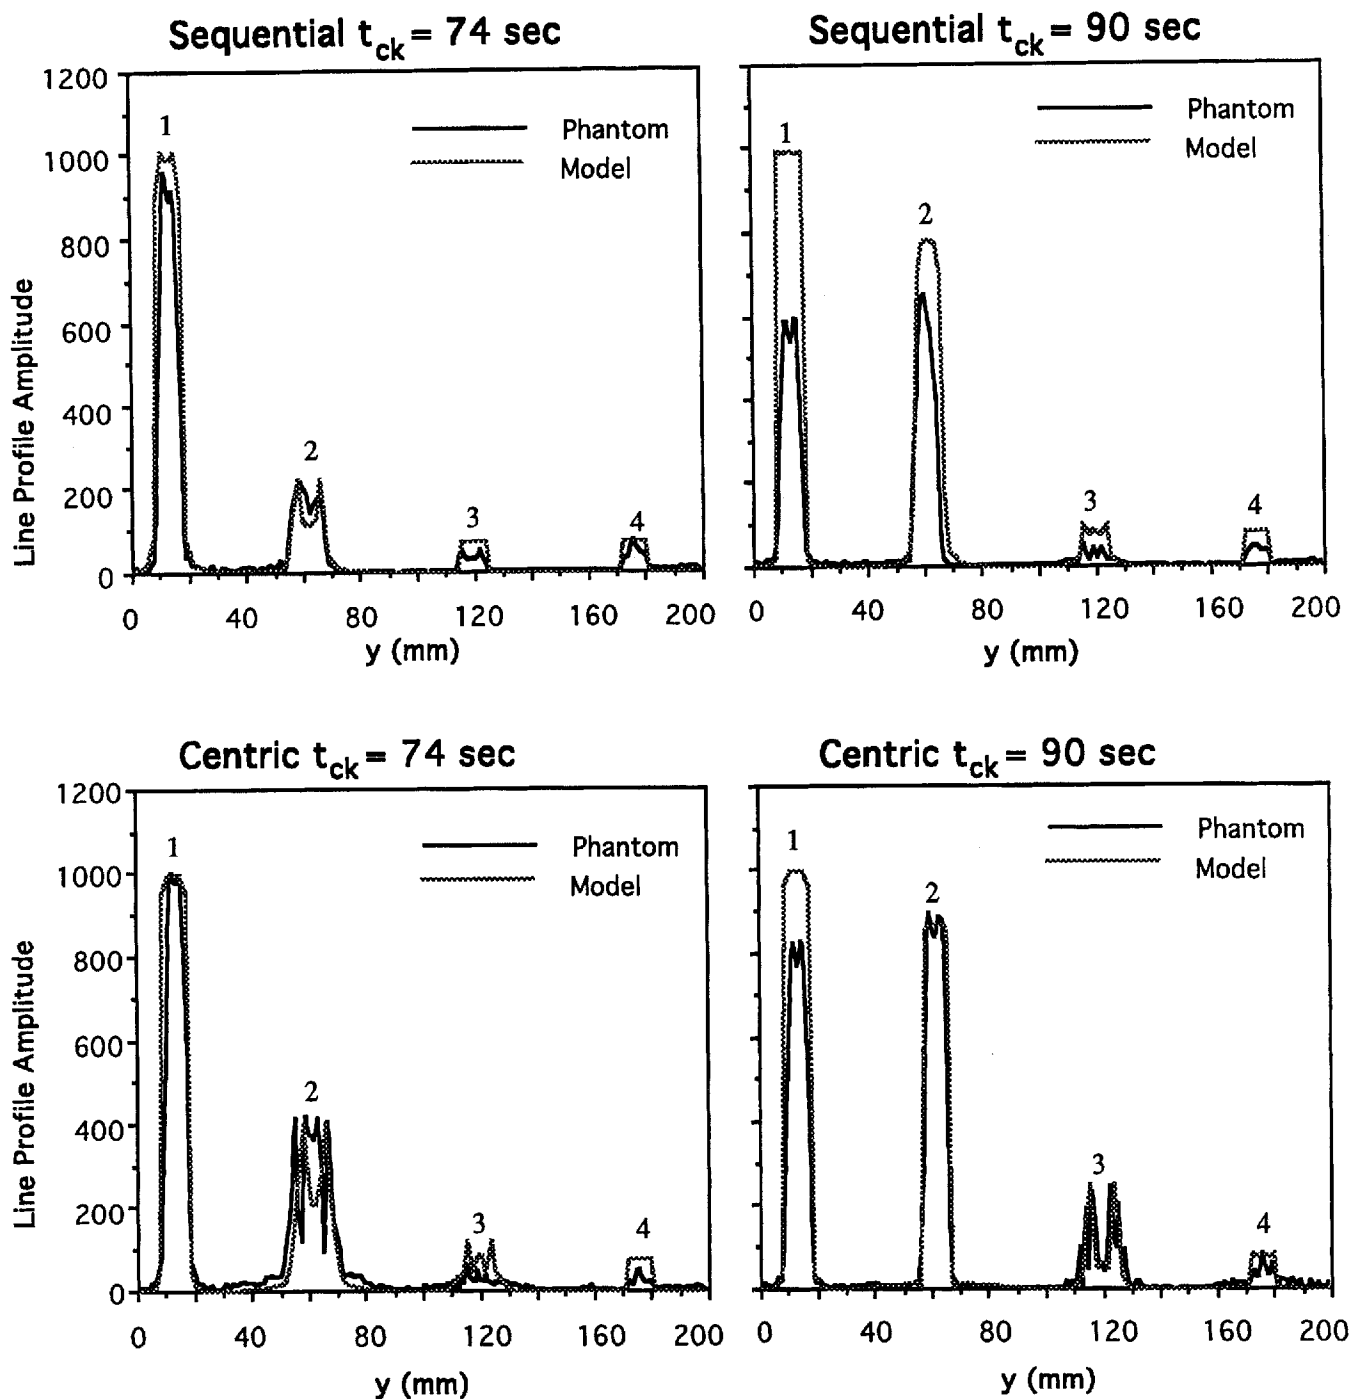 Sequential t_ck = 74 sec
1200
1000
800
600
400
200
0
Line Profile Amplitude
1
2
3
4
Phantom
Model
0 40 80 120 160 200
y (mm)
Sequential t_ck = 90 sec
1
2
3
4
Phantom
Model
0 40 80 120 160 200
y (mm)
Centric t_ck = 74 sec
1200
1000
800
600
400
200
0
Line Profile Amplitude
1
2
3
4
Phantom
Model
0 40 80 120 160 200
y (mm)
Centric t_ck = 90 sec
1
2
3
4
Phantom
Model
0 40 80 120 160 200
y (mm)